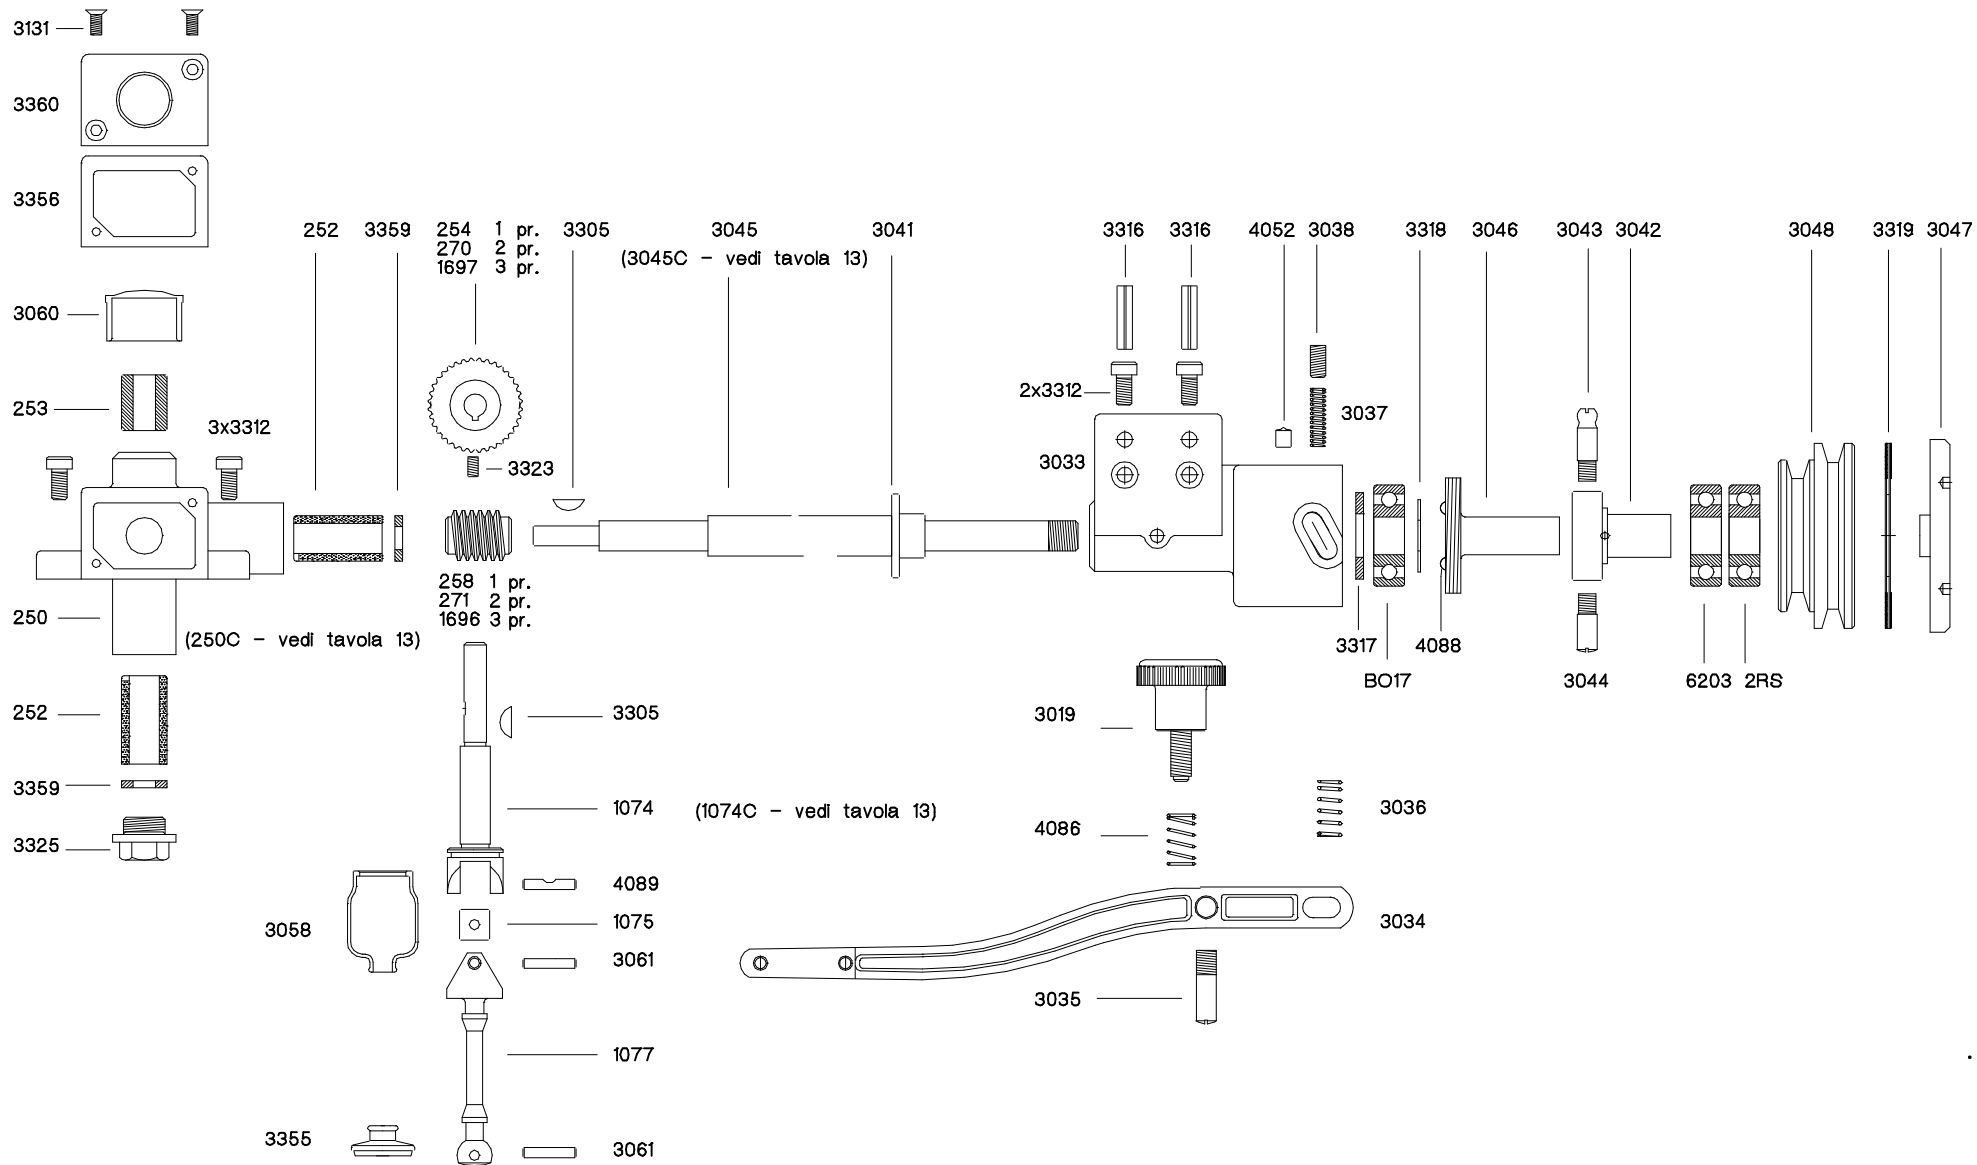 3131
3360
3356
252 3359 254 1 pr. 3305 3045 3041 3316 3316 4052 3038 3318 3046 3043 3042 3048 3319 3047
270 2 pr. (3045C - vedi tavola 13)
1697 3 pr.
3060
2x3312
253
3037
3x3312
3033
3323
258 1 pr.
271 2 pr.
1696 3 pr.
250
(250C - vedi tavola 13)
3317 4088
BO17 3044 6203 2RS
252
3305
3019
3359
1074 (1074C - vedi tavola 13)
3036
4086
3325
4089
3058
1075
3034
3061
3035
1077
3355
3061